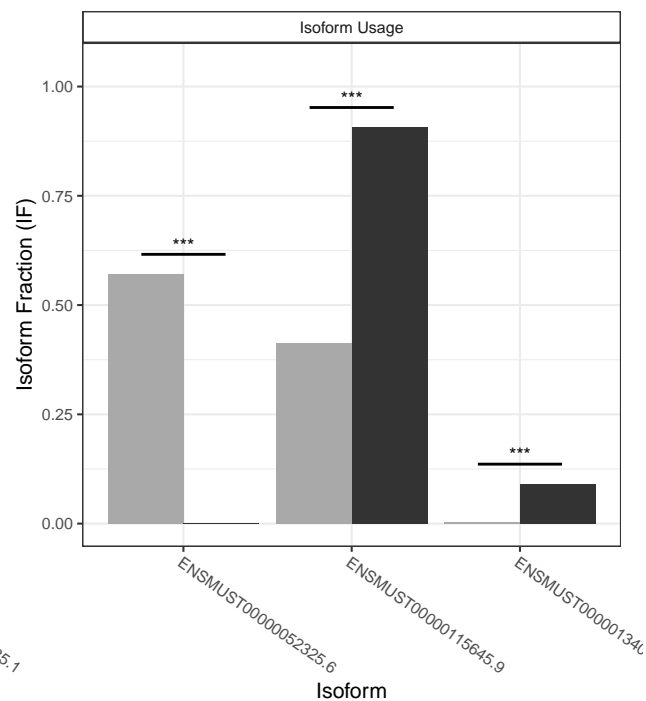 Isoform Usage
1.00
***
0.75
***
0.50
0.25
***
0.00
Isoform Fraction (IF)
ENSMUST00000052325.6
ENSMUST00000115645.9
Isoform